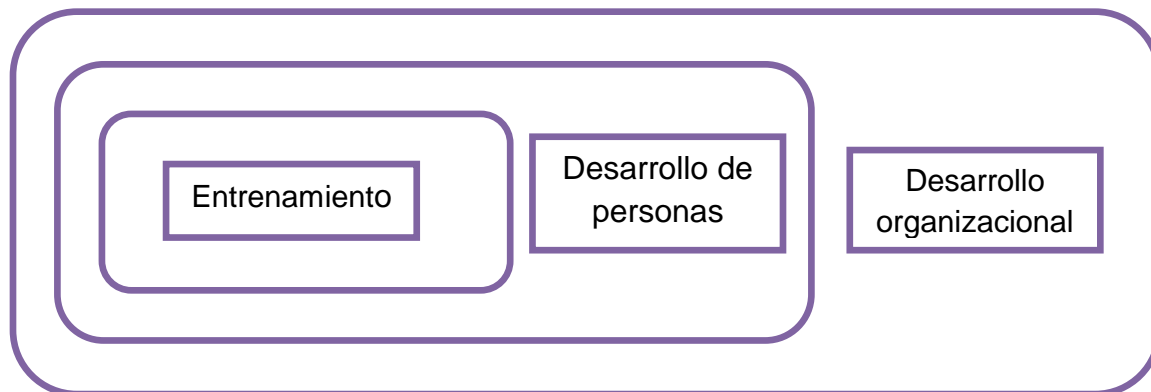 Entrenamiento
Desarrollo de
personas
Desarrollo
organizacional